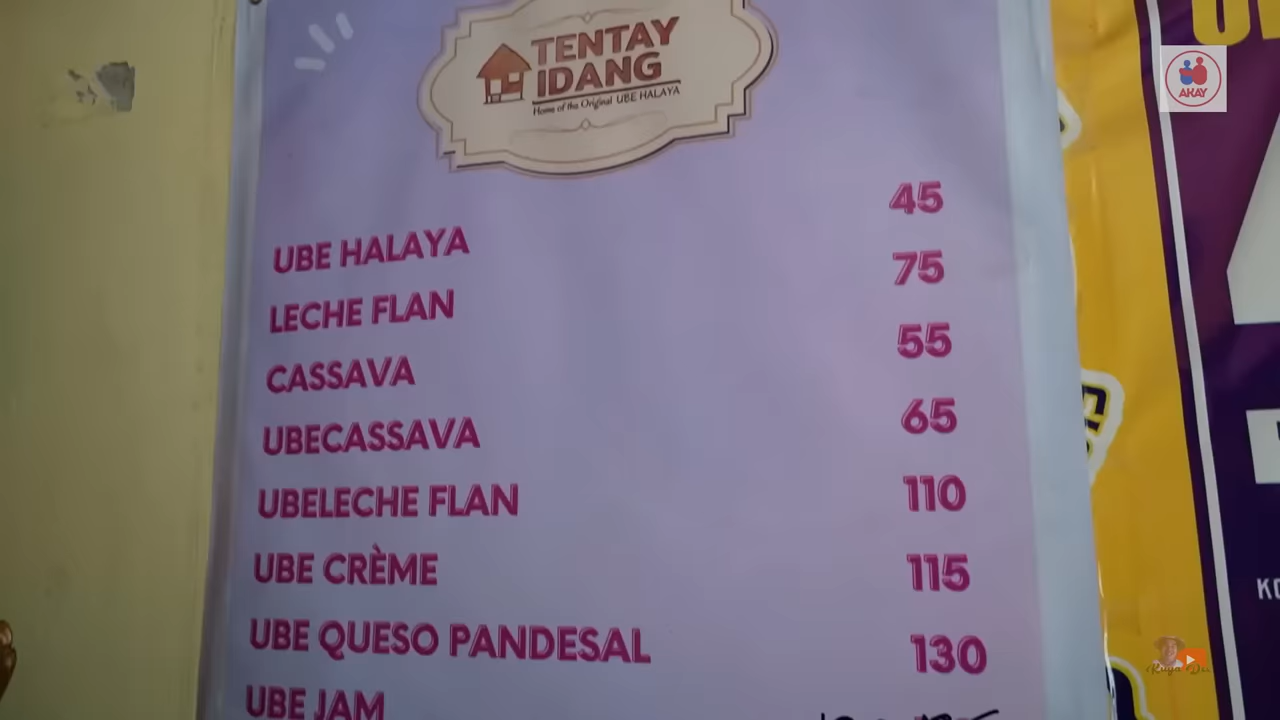 TENTAY
IDANG
Home of the Original UBE HALAYA
AKAY
UBE HALAYA 45
LECHE FLAN 75
CASSAVA 55
UBECASSAVA 65
UBELECHE FLAN 110
UBE CRÈME 115
UBE QUESO PANDESAL 130
UBE JAM